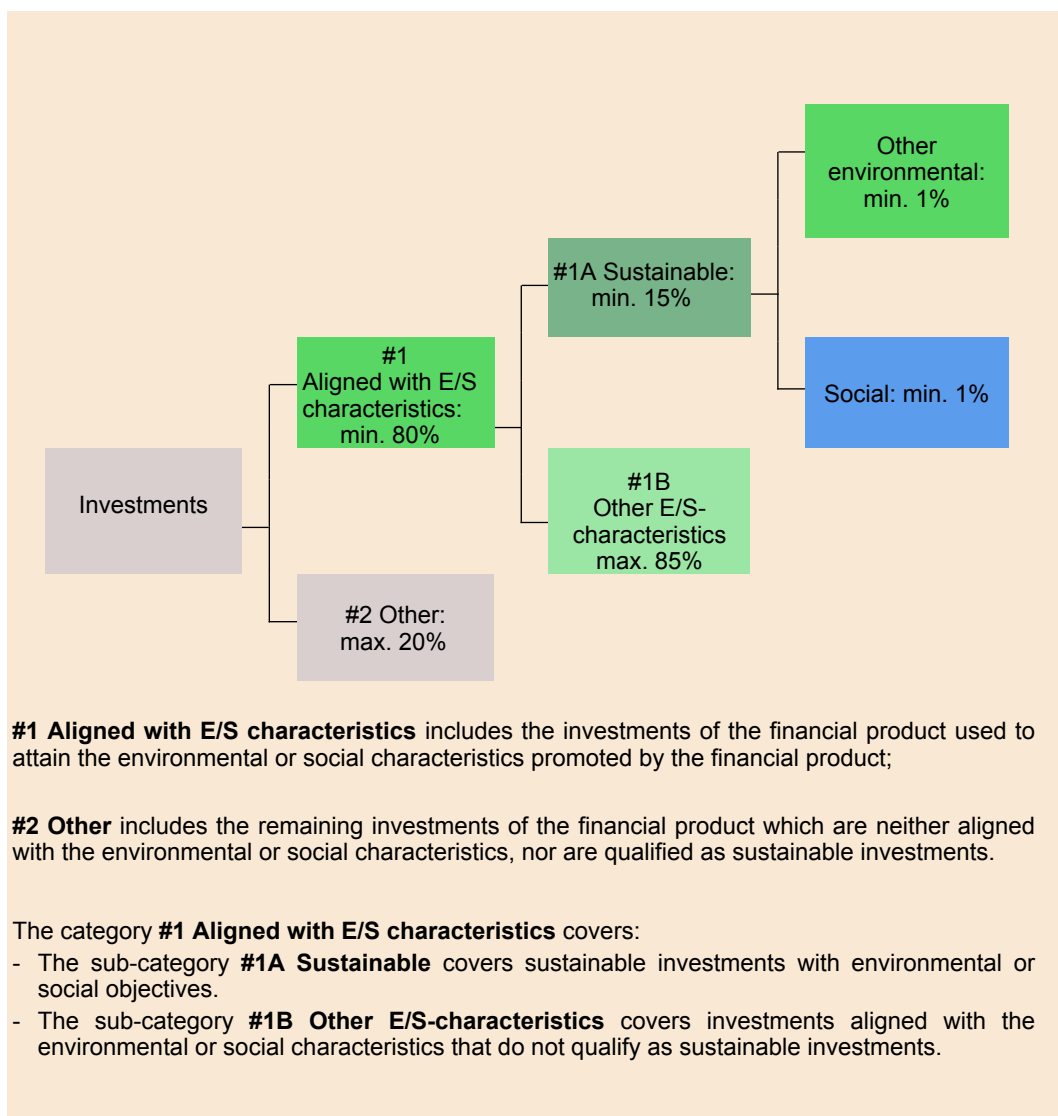 Other
environmental:
min. 1%
#1A Sustainable:
min. 15%
#1
Aligned with E/S
characteristics:
min. 80%
Social: min. 1%
Investments
#1B
Other E/S-
characteristics
max. 85%
#2 Other:
max. 20%
#1 Aligned with E/S characteristics includes the investments of the financial product used to
attain the environmental or social characteristics promoted by the financial product;
#2 Other includes the remaining investments of the financial product which are neither aligned
with the environmental or social characteristics, nor are qualified as sustainable investments.
The category #1 Aligned with E/S characteristics covers:
- The sub-category #1A Sustainable covers sustainable investments with environmental or
social objectives.
- The sub-category #1B Other E/S-characteristics covers investments aligned with the
environmental or social characteristics that do not qualify as sustainable investments.